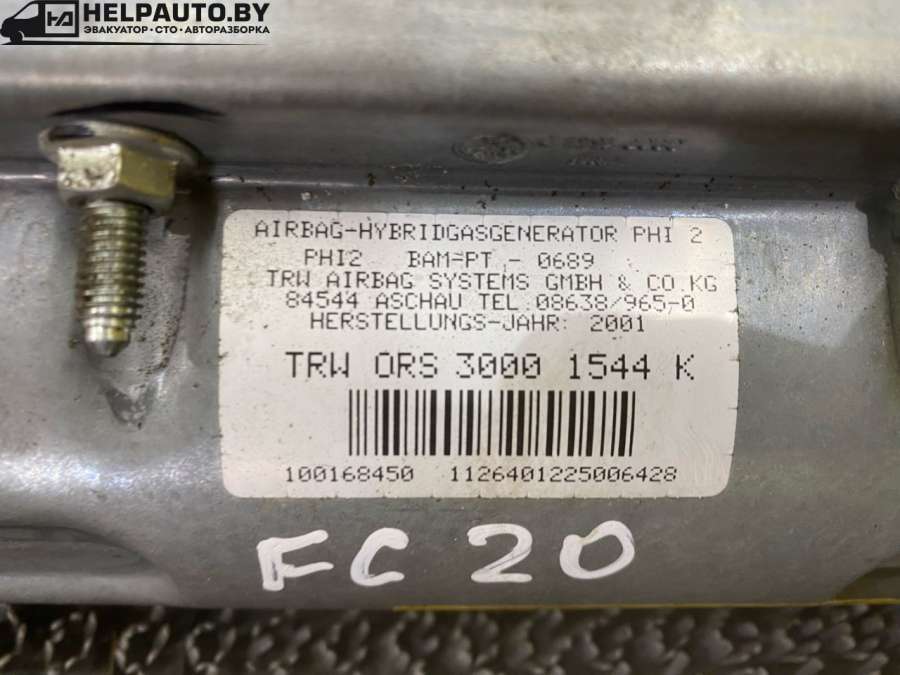 HELPAUTO.BY
ЭВАКУАТОР•СТО•АВТОРАЗБОРКА
AIRBAG-HYBRIDGASGENERATOR PHI 2
PHI2 BAM-PT - 0689
TRW AIRBAG SYSTEMS GMBH & CO.KG
84544 ASCHAU TEL.08638/965-0
HERSTELLUNGS-JAHR: 2001
TRW ORS 3000 1544 K
100168450 1126401225006428
FC 20